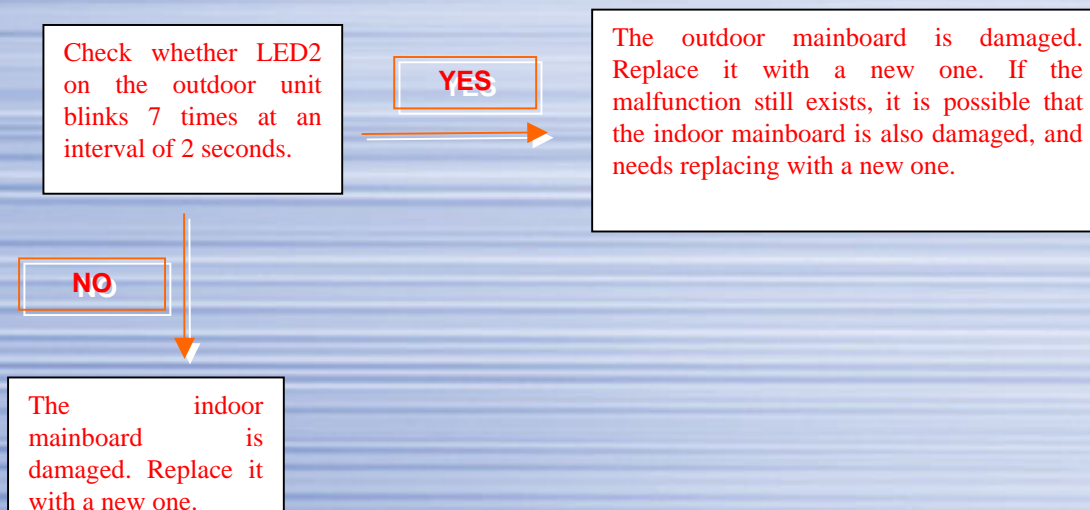 Check whether LED2
on the outdoor unit
blinks 7 times at an
interval of 2 seconds.
YES
The outdoor mainboard is damaged.
Replace it with a new one. If the
malfunction still exists, it is possible that
the indoor mainboard is also damaged, and
needs replacing with a new one.
NO
The indoor
mainboard is
damaged. Replace it
with a new one.